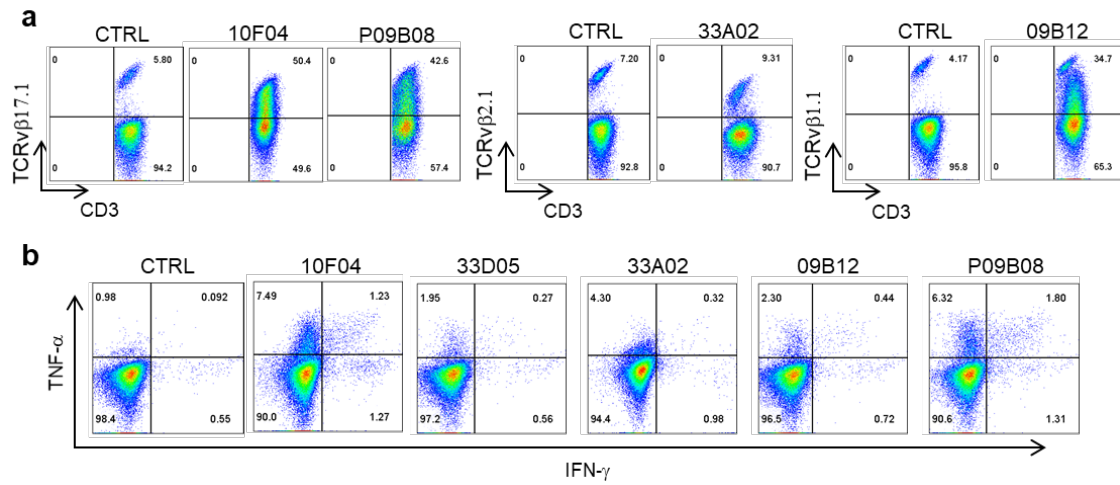 a
CTRL 10F04 P09B08 CTRL 33A02 CTRL 09B12
TCRvβ17.1
0 5.80 0 50.4 0 42.6
0 94.2 0 49.6 0 57.4
CD3
TCRvβ2.1
0 7.20 0 9.31
0 92.8 0 90.7
CD3
TCRvβ1.1
0 4.17 0 34.7
0 95.8 0 65.3
CD3
b
CTRL 10F04 33D05 33A02 09B12 P09B08
TNF-α
0.98 0.092 7.49 1.23 1.95 0.27 4.30 0.32 2.30 0.44 6.32 1.80
98.4 0.55 90.0 1.27 97.2 0.56 94.4 0.98 96.5 0.72 90.6 1.31
IFN-γ